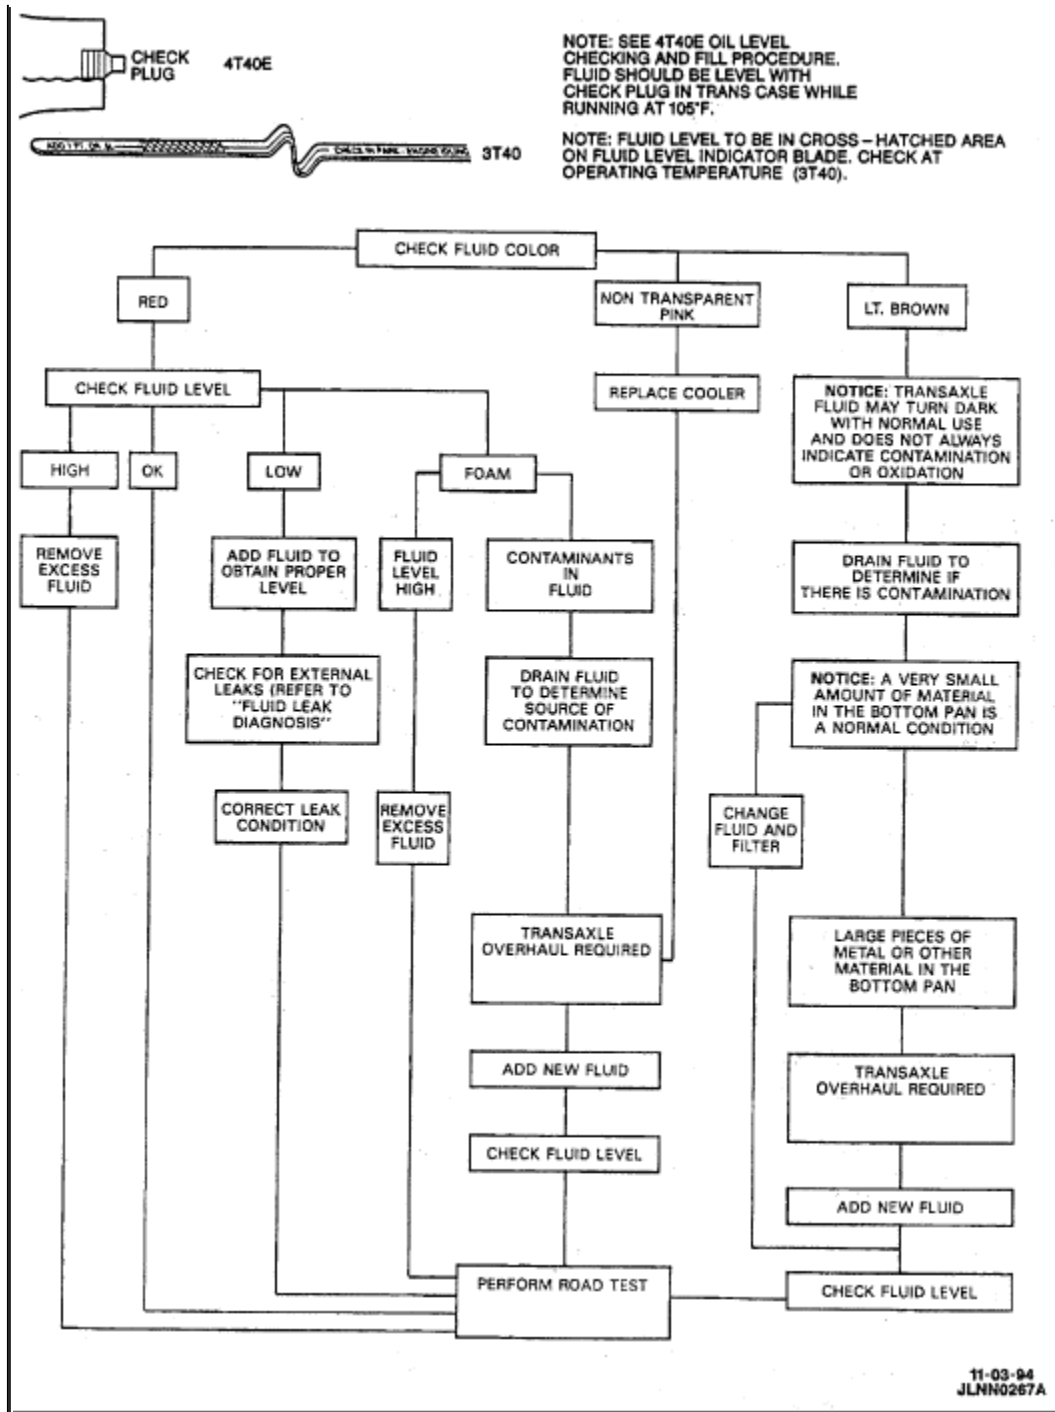 CHECK
PLUG
4T40E
NOTE: SEE 4T40E OIL LEVEL
CHECKING AND FILL PROCEDURE.
FLUID SHOULD BE LEVEL WITH
CHECK PLUG IN TRANS CASE WHILE
RUNNING AT 105°F.
ADD 1 PT.
3T40
NOTE: FLUID LEVEL TO BE IN CROSS – HATCHED AREA
ON FLUID LEVEL INDICATOR BLADE. CHECK AT
OPERATING TEMPERATURE (3T40).
CHECK FLUID COLOR
RED
NON TRANSPARENT
PINK
LT. BROWN
CHECK FLUID LEVEL
REPLACE COOLER
NOTICE: TRANSAXLE
FLUID MAY TURN DARK
WITH NORMAL USE
AND DOES NOT ALWAYS
INDICATE CONTAMINATION
OR OXIDATION
HIGH
OK
LOW
FOAM
REMOVE
EXCESS
FLUID
ADD FLUID TO
OBTAIN PROPER
LEVEL
FLUID
LEVEL
HIGH
CONTAMINANTS
IN
FLUID
DRAIN FLUID TO
DETERMINE IF
THERE IS CONTAMINATION
CHECK FOR EXTERNAL
LEAKS (REFER TO
"FLUID LEAK
DIAGNOSIS"
DRAIN FLUID
TO DETERMINE
SOURCE OF
CONTAMINATION
NOTICE: A VERY SMALL
AMOUNT OF MATERIAL
IN THE BOTTOM PAN IS
A NORMAL CONDITION
CORRECT LEAK
CONDITION
REMOVE
EXCESS
FLUID
CHANGE
FLUID AND
FILTER
TRANSAXLE
OVERHAUL REQUIRED
LARGE PIECES OF
METAL OR OTHER
MATERIAL IN THE
BOTTOM PAN
ADD NEW FLUID
TRANSAXLE
OVERHAUL REQUIRED
CHECK FLUID LEVEL
ADD NEW FLUID
PERFORM ROAD TEST
CHECK FLUID LEVEL
11-03-94
JLNN0267A